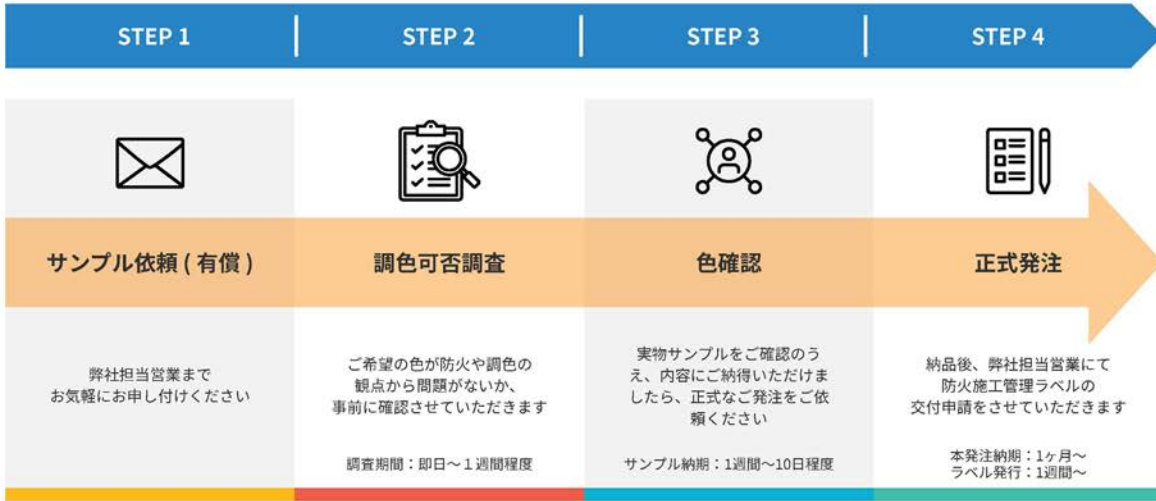 STEP 1
STEP 2
STEP 3
STEP 4
サンプル依頼 ( 有償 )
調色可否調査
色確認
正式発注
弊社担当営業まで
お気軽にお申し付けください
ご希望の色が防火や調色の
観点から問題がないか、
事前に確認させていただきます
調査期間：即日～１週間程度
実物サンプルをご確認のう
え、内容にご納得いただけま
したら、正式なご発注をご依
頼ください
サンプル納期：1週間～10日程度
納品後、弊社担当営業にて
防火施工管理ラベルの
交付申請をさせていただきます
本発注納期：1ヶ月～
ラベル発行：1週間～